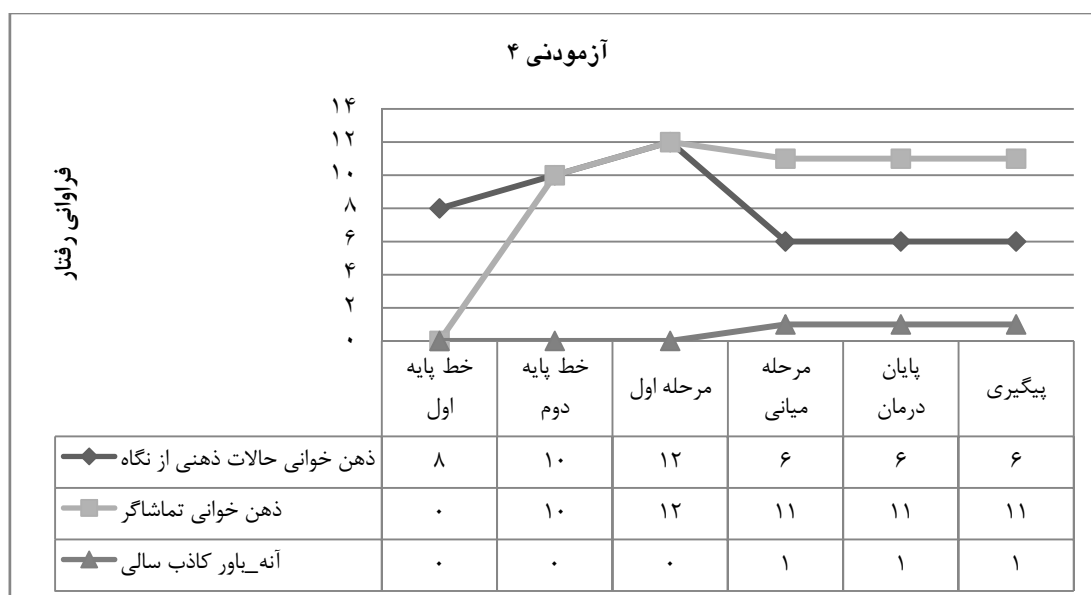 آزمودنی ۴
فراوانی رفتار
۱۴
۱۲
۱۰
۸
۶
۴
۲
۰
خط پایه اول
خط پایه دوم
مرحله اول
مرحله میانی
پایان درمان
پیگیری
ذهن خوانی حالات ذهنی از نگاه ۸ ۱۰ ۱۲ ۶ ۶ ۶
ذهن خوانی تماشاگر ۰ ۱۰ ۱۲ ۱۱ ۱۱ ۱۱
آنه_باور کاذب سالی ۰ ۰ ۰ ۱ ۱ ۱